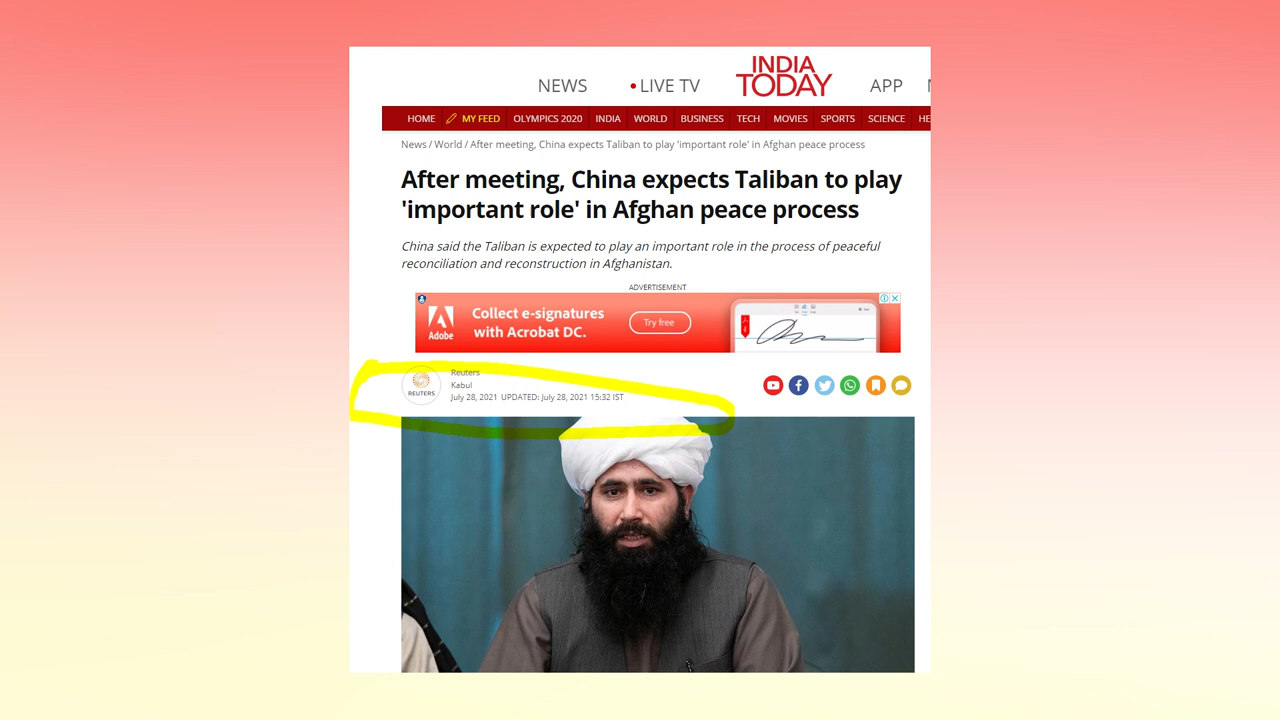 INDIA
TODAY
NEWS
LIVE TV
APP
HOME MY FEED OLYMPICS 2020 INDIA WORLD BUSINESS TECH MOVIES SPORTS SCIENCE HE
News / World / After meeting, China expects Taliban to play 'important role' in Afghan peace process
After meeting, China expects Taliban to play
'important role' in Afghan peace process
China said the Taliban is expected to play an important role in the process of peaceful
reconciliation and reconstruction in Afghanistan.
ADVERTISEMENT
Adobe
Collect e-signatures
with Acrobat DC.
Try free
REUTERS
Reuters
Kabul
July 28, 2021 UPDATED: July 28, 2021 15:32 IST